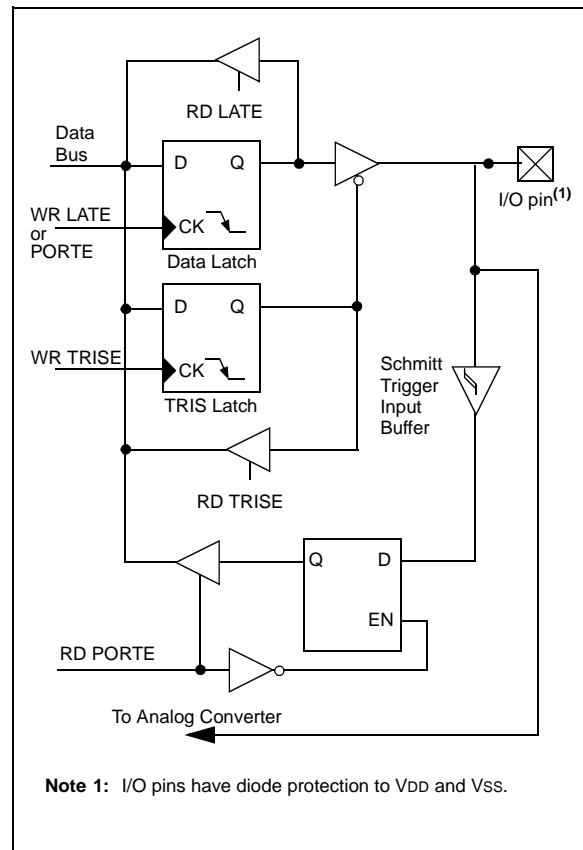 RD LATE
Data
Bus
D Q
I/O pin(1)
WR LATE
or
PORTE
CK
Data Latch
D Q
WR TRISE
CK
TRIS Latch
Schmitt
Trigger
Input
Buffer
RD TRISE
Q D
EN
RD PORTE
To Analog Converter
Note 1: I/O pins have diode protection to VDD and VSS.